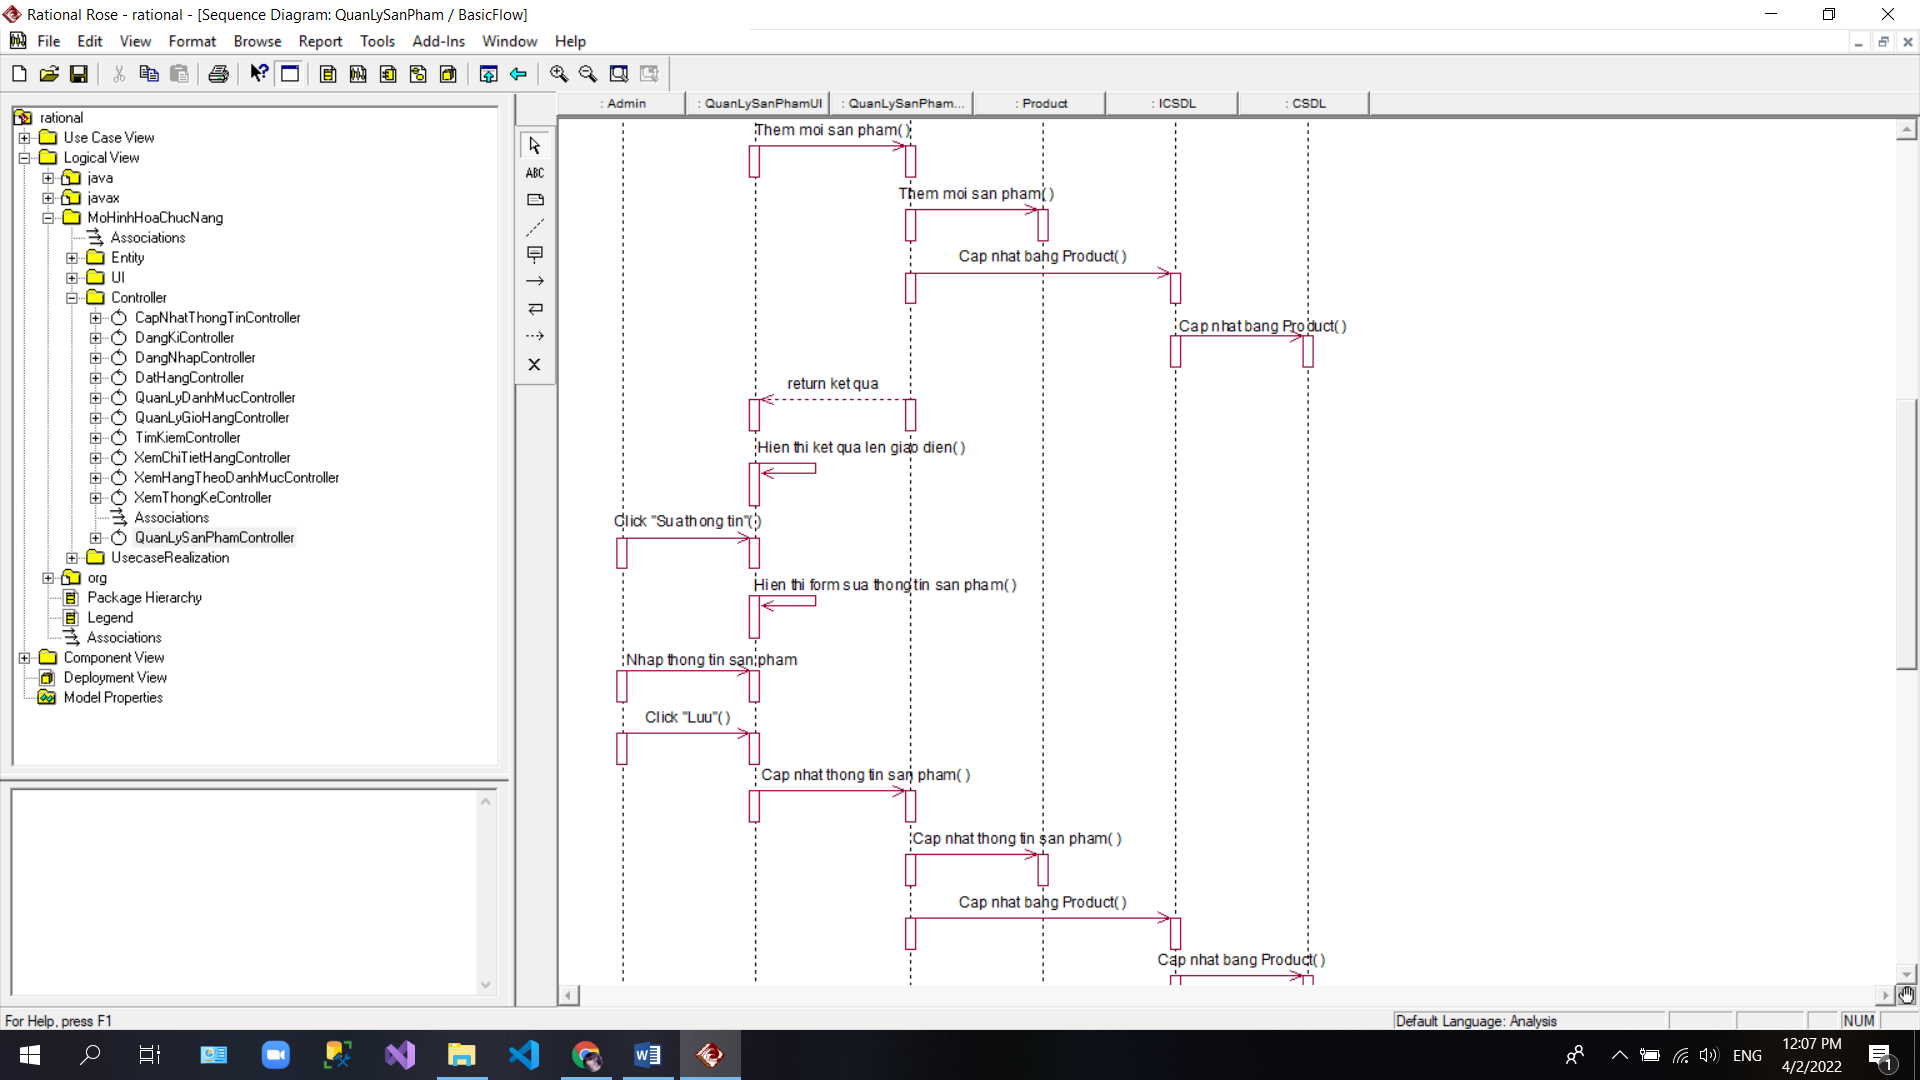 Rational Rose - rational - [Sequence Diagram: QuanLySanPham / BasicFlow]
File Edit View Format Browse Report Tools Add-Ins Window Help
: Admin : QuanLySanPhamUI : QuanLySanPham... : Product : ICSDL : CSDL
rational
Use Case View
Logical View
java
javax
MoHinhHoaChucNang
Associations
Entity
UI
Controller
CapNhatThongTinController
DangKiController
DangNhapController
DatHangController
QuanLyDanhMucController
QuanLyGioHangController
TimKiemController
XemChiTietHangController
XemHangTheoDanhMucController
XemThongKeController
Associations
QuanLySanPhamController
UsecaseRealization
org
Package Hierarchy
Legend
Associations
Component View
Deployment View
Model Properties
ABC
Them moi san pham( )
Them moi san pham( )
Cap nhat bang Product( )
Cap nhat bang Product( )
return ket qua
Hien thi ket qua len giao dien( )
Click "Sua thong tin"( )
Hien thi form sua thong tin san pham( )
Nhap thong tin san pham
Click "Luu"( )
Cap nhat thong tin san pham( )
Cap nhat thong tin san pham( )
Cap nhat bang Product( )
Cap nhat bang Product( )
For Help, press F1
Default Language: Analysis
NUM
ENG
12:07 PM
4/2/2022
1